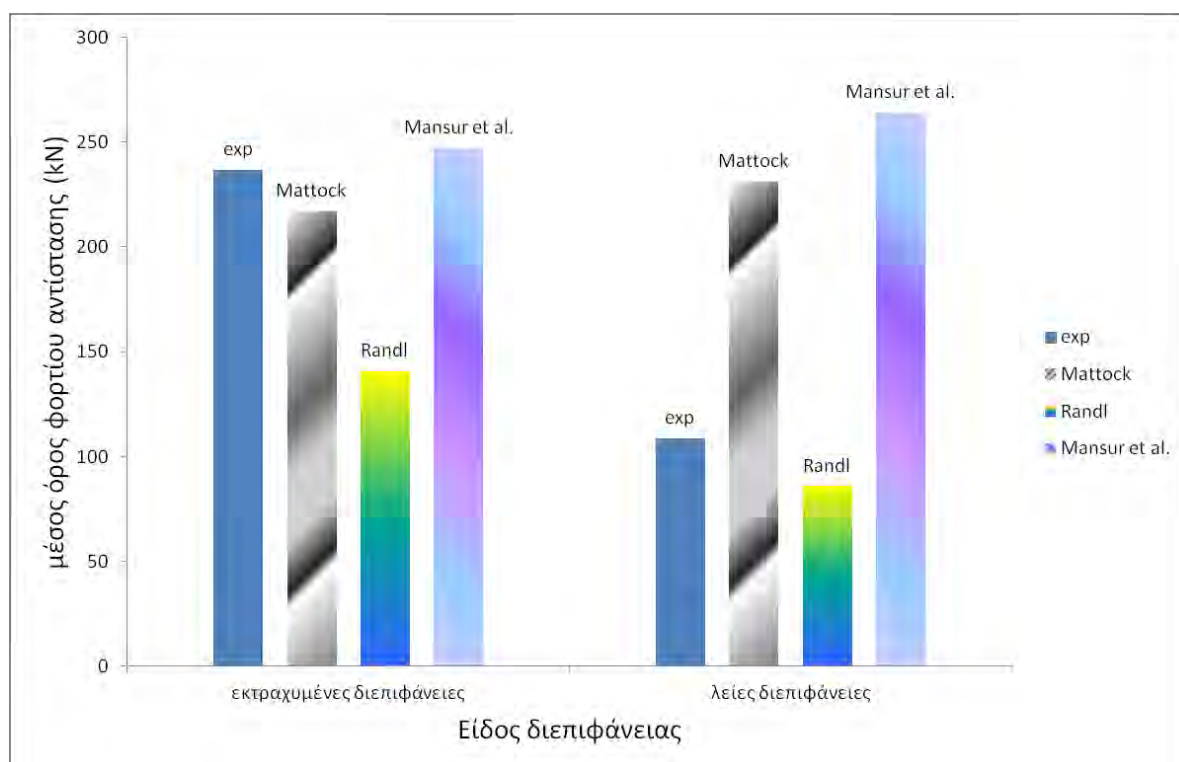 μέσος όρος φορτίου αντίστασης (kN)
300
250
200
150
100
50
0
exp
Mattock
Randl
Mansur et al.
exp
Mattock
Randl
Mansur et al.
εκτραχυμένες διεπιφάνειες
λείες διεπιφάνειες
Είδος διεπιφάνειας
exp
Mattock
Randl
Mansur et al.